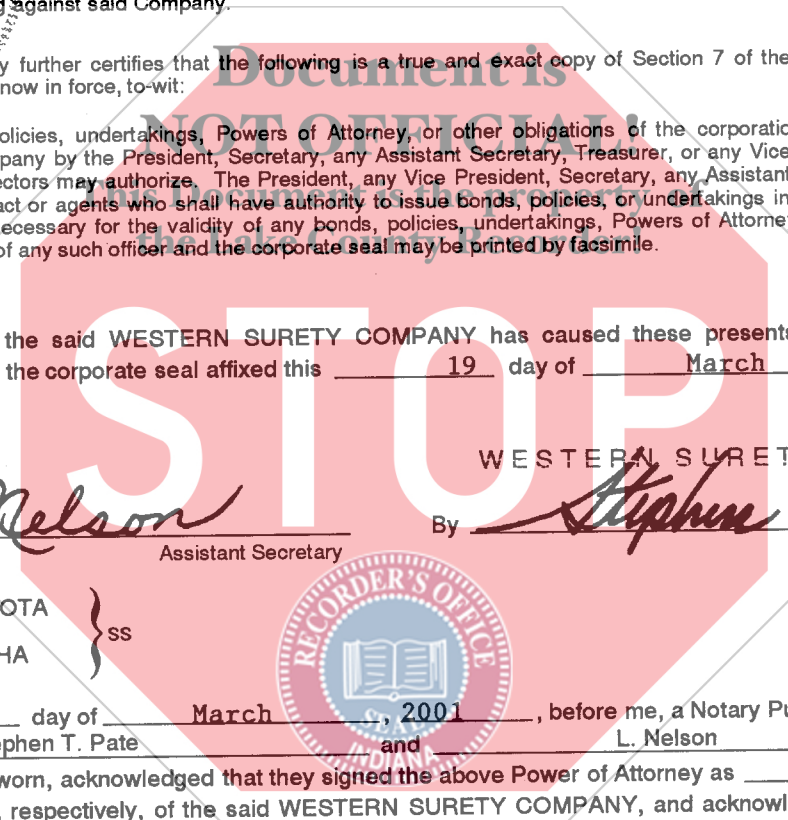 g against said Company.
y further certifies that the following is a true and exact copy of Section 7 of the
now in force, to-wit:
olicies, undertakings, Powers of Attorney, or other obligations of the corporatio
pany by the President, Secretary, any Assistant Secretary, Treasurer, or any Vice
ectors may authorize. The President, any Vice President, Secretary, any Assistant
act or agents who shall have authority to issue bonds, policies, or undertakings in
ecessary for the validity of any bonds, policies, undertakings, Powers of Attorne
of any such officer and the corporate seal may be printed by facsimile.
Document is
NOT OFFICIAL!
This Document is the property of
the Lake County Recorder!
STOP
the said WESTERN SURETY COMPANY has caused these presents
the corporate seal affixed this 19 day of March
WESTERN SURET
Nelson
By Stephen
Assistant Secretary
OTA
HA
ss
RECORDER'S OFFICE
SEAL
INDIANA
day of March, 2001, before me, a Notary Pu
phen T. Pate and L. Nelson
worn, acknowledged that they signed the above Power of Attorney as
, respectively, of the said WESTERN SURETY COMPANY, and acknowl